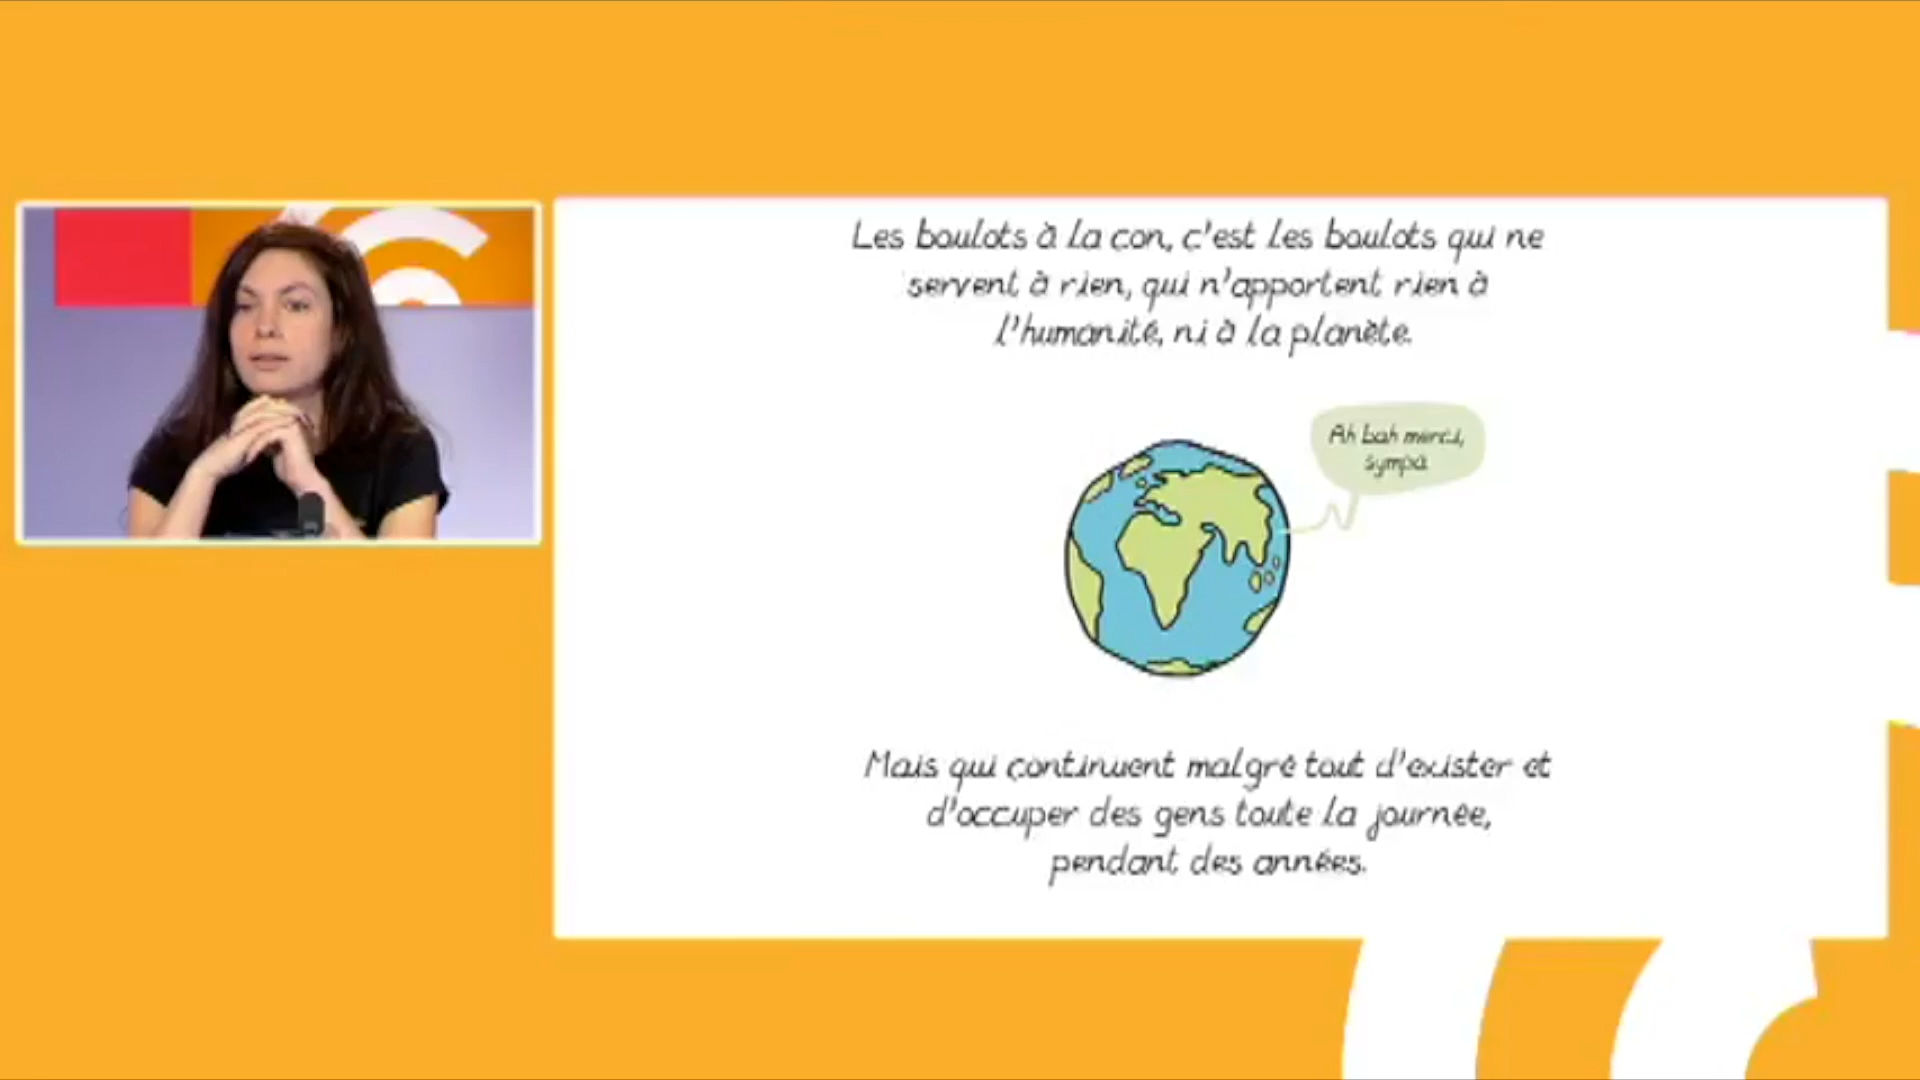 Les boulots à la con, c'est les boulots qui ne
servent à rien, qui n'apportent rien à
l'humanité, ni à la planète.
Ah bah merci,
sympa
Mais qui continuent malgré tout d'exister et
d'occuper des gens toute la journée,
pendant des années.